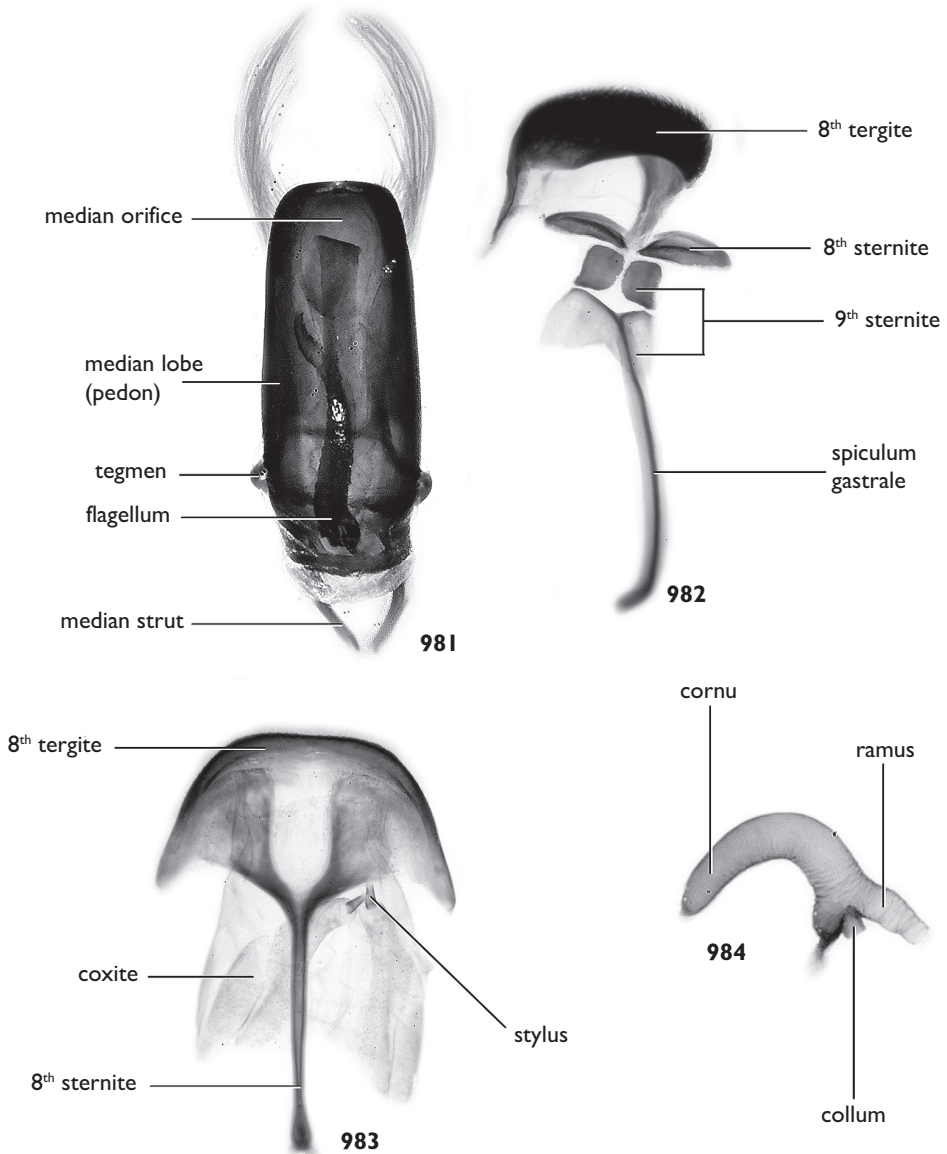 median orifice
median lobe
(pedon)
tegmen
flagellum
median strut
981
8th tergite
8th sternite
9th sternite
spiculum
gastrale
982
8th tergite
coxite
8th sternite
stylus
983
cornu
ramus
984
collum